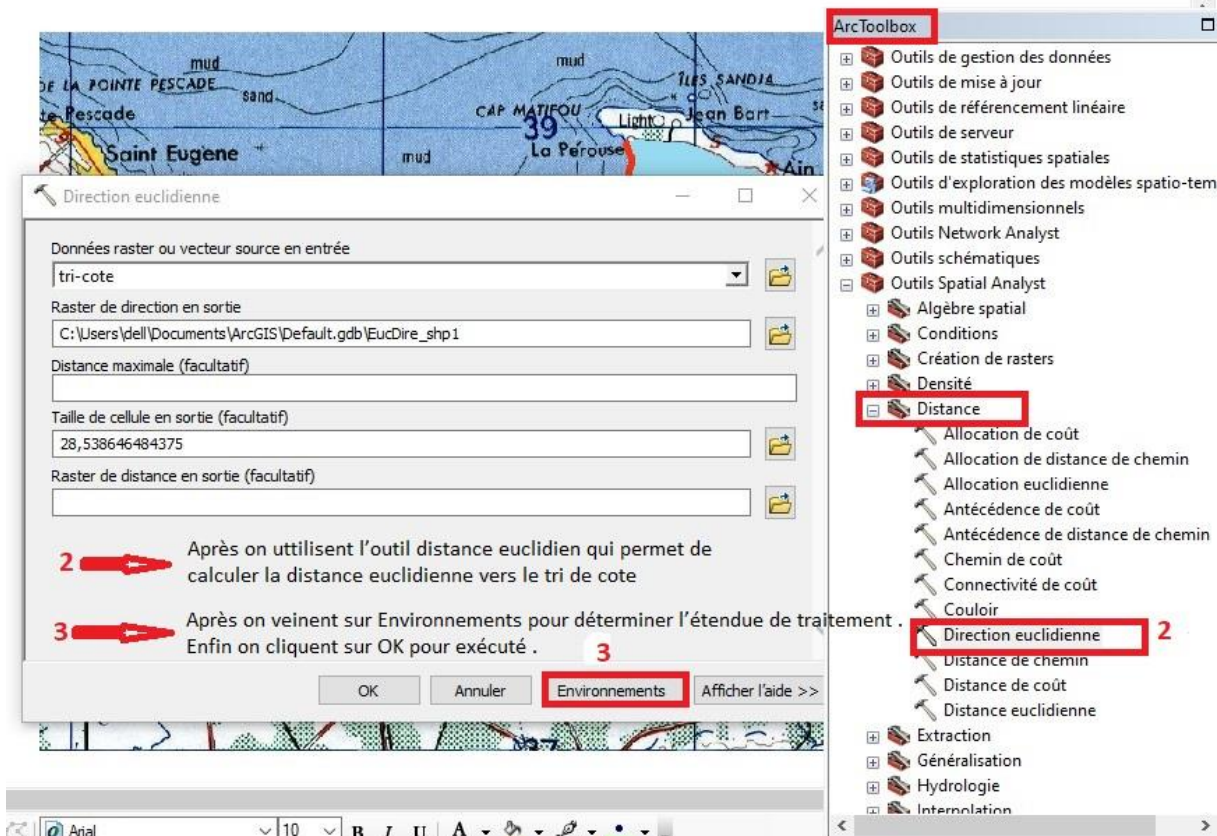 mud
DE LA POINTE PESCADE
sand
te Pescade
Saint Eugène
mud
mud
ÎLES SANDJA
CAP MATIFOU
39
Light
Jean Bart
La Pérouse
Ain
Direction euclidienne
Données raster ou vecteur source en entrée
tri-cote
Raster de direction en sortie
C:\Users\dell\Documents\ArcGIS\Default.gdb\EucDire_shp1
Distance maximale (facultatif)
Taille de cellule en sortie (facultatif)
28,538646484375
Raster de distance en sortie (facultatif)
2 Après on uttilisent l'outil distance euclidien qui permet de
calculer la distance euclidienne vers le tri de cote
3 Après on veinent sur Environnements pour déterminer l'étendue de traitement .
Enfin on cliquent sur OK pour exécuté .
3
OK Annuler Environnements Afficher l'aide >>
37
Arial 10 B I U A
ArcToolbox
Outils de gestion des données
Outils de mise à jour
Outils de référencement linéaire
Outils de serveur
Outils de statistiques spatiales
Outils d'exploration des modèles spatio-tem
Outils multidimensionnels
Outils Network Analyst
Outils schématiques
Outils Spatial Analyst
Algèbre spatial
Conditions
Création de rasters
Densité
Distance
Allocation de coût
Allocation de distance de chemin
Allocation euclidienne
Antécédence de coût
Antécédence de distance de chemin
Chemin de coût
Connectivité de coût
Couloir
Direction euclidienne 2
Distance de chemin
Distance de coût
Distance euclidienne
Extraction
Généralisation
Hydrologie
Interpolation